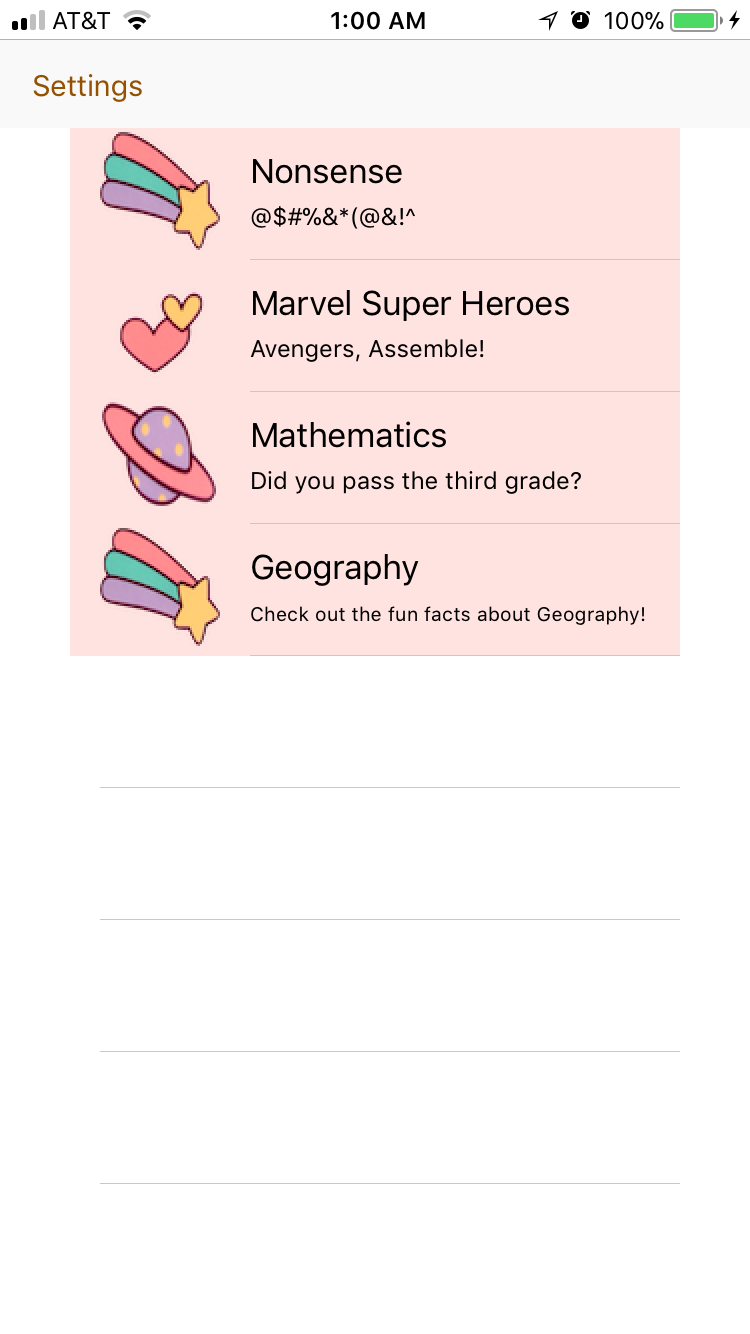 AT&T 1:00 AM 100%
Settings
Nonsense
@$#%&*(@&!^
Marvel Super Heroes
Avengers, Assemble!
Mathematics
Did you pass the third grade?
Geography
Check out the fun facts about Geography!